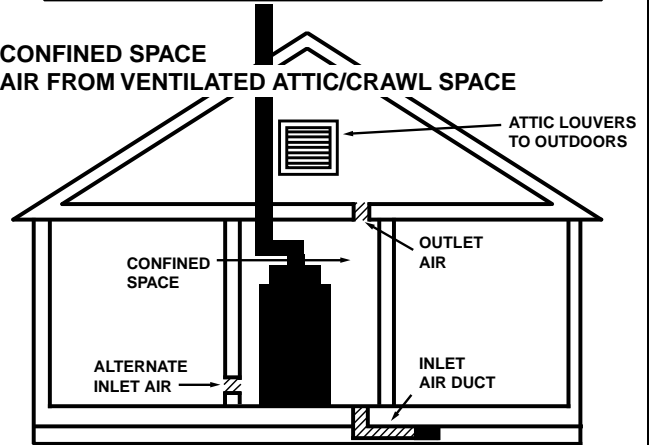 CONFINED SPACE
AIR FROM VENTILATED ATTIC/CRAWL SPACE
ATTIC LOUVERS
TO OUTDOORS
OUTLET
AIR
CONFINED
SPACE
ALTERNATE
INLET AIR
INLET
AIR DUCT